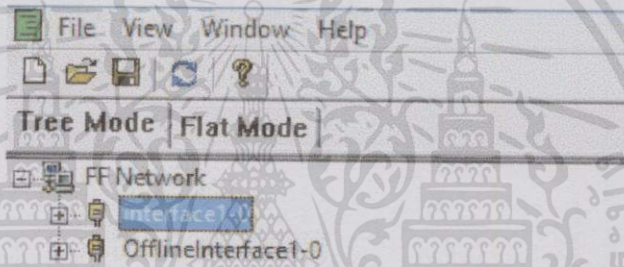 File View Window Help
Tree Mode Flat Mode
FF Network
interface1-0
OfflineInterface1-0